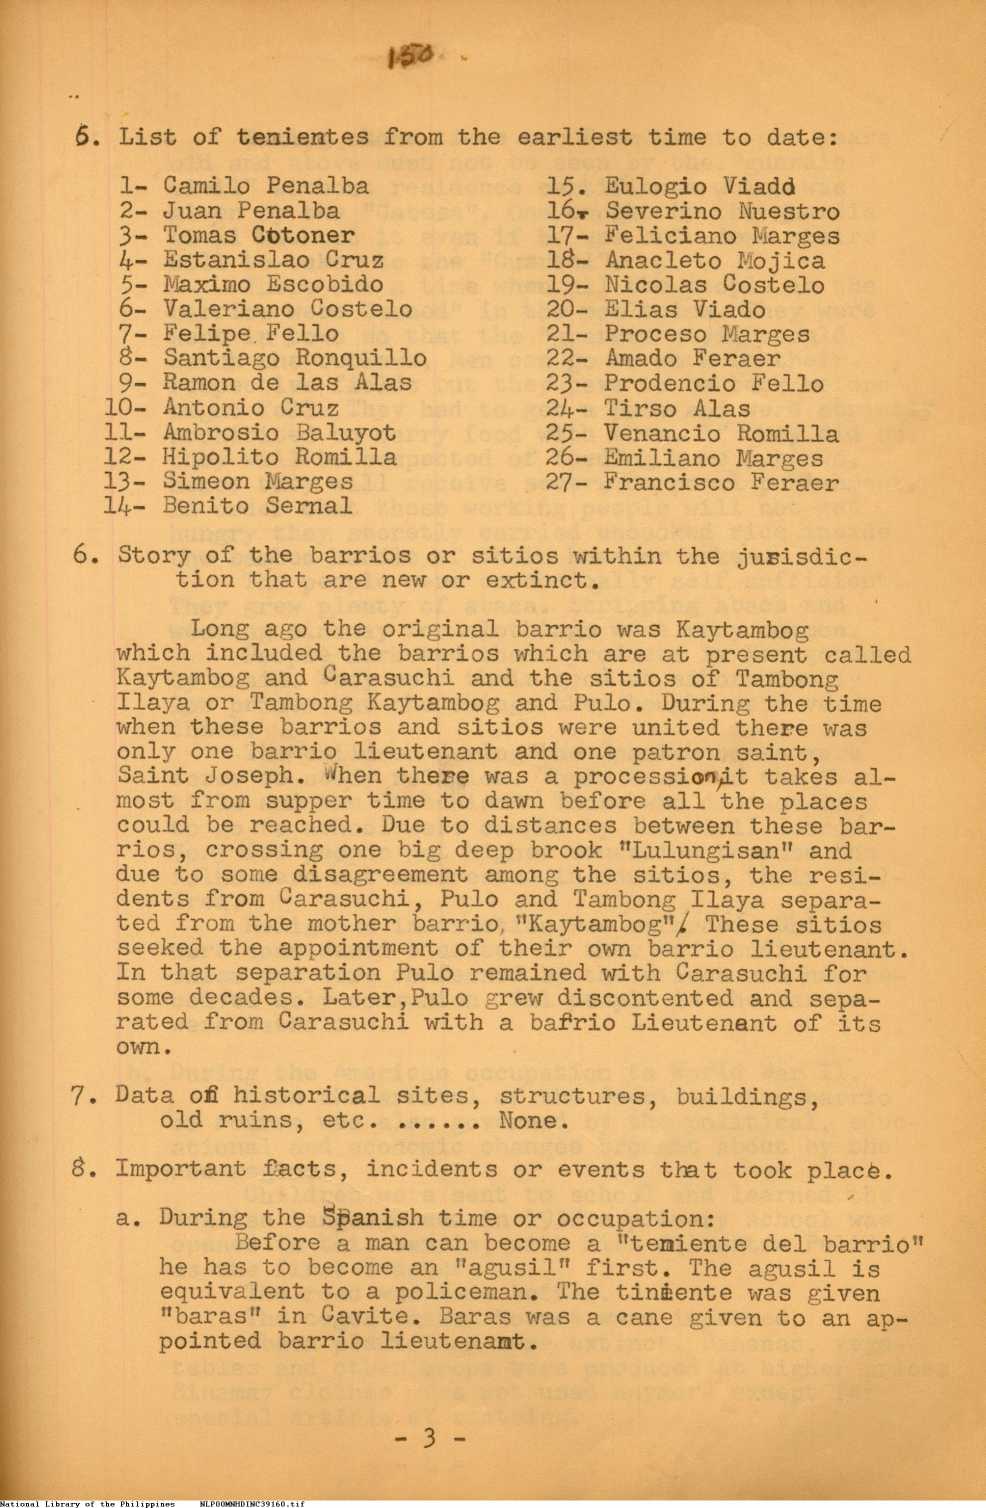 150
5. List of tenientes from the earliest time to date:
1- Camilo Penalba
2- Juan Penalba
3- Tomas Cotoner
4- Estanislao Cruz
5- Maximo Escobido
6- Valeriano Costelo
7- Felipe Fello
8- Santiago Ronquillo
9- Ramon de las Alas
10- Antonio Cruz
11- Ambrosio Baluyot
12- Hipolito Romilla
13- Simeon Marges
14- Benito Sernal
15. Eulogio Viadd
16. Severino Nuestro
17- Feliciano Marges
18- Anacleto Mojica
19- Nicolas Costelo
20- Elias Viado
21- Proceso Marges
22- Amado Feraer
23- Prodencio Fello
24- Tirso Alas
25- Venancio Romilla
26- Emiliano Marges
27- Francisco Feraer
6. Story of the barrios or sitios within the jurisdic-
tion that are new or extinct.
Long ago the original barrio was Kaytambog
which included the barrios which are at present called
Kaytambog and Carasuchi and the sitios of Tambong
Ilaya or Tambong Kaytambog and Pulo. During the time
when these barrios and sitios were united there was
only one barrio lieutenant and one patron saint,
Saint Joseph. When there was a procession, it takes al-
most from supper time to dawn before all the places
could be reached. Due to distances between these bar-
rios, crossing one big deep brook "Lulungisan" and
due to some disagreement among the sitios, the resi-
dents from Carasuchi, Pulo and Tambong Ilaya separa-
ted from the mother barrio, "Kaytambog"/ These sitios
seeked the appointment of their own barrio lieutenant.
In that separation Pulo remained with Carasuchi for
some decades. Later,Pulo grew discontented and sepa-
rated from Carasuchi with a barrio Lieutenant of its
own.
7. Data on historical sites, structures, buildings,
old ruins, etc. ...... None.
8. Important facts, incidents or events that took place.
a. During the Spanish time or occupation:
Before a man can become a "teniente del barrio"
he has to become an "agusil" first. The agusil is
equivalent to a policeman. The tiniente was given
"baras" in Cavite. Baras was a cane given to an ap-
pointed barrio lieutenant.
- 3 -
National Library of the Philippines NLP00MNHDINC39160.tif